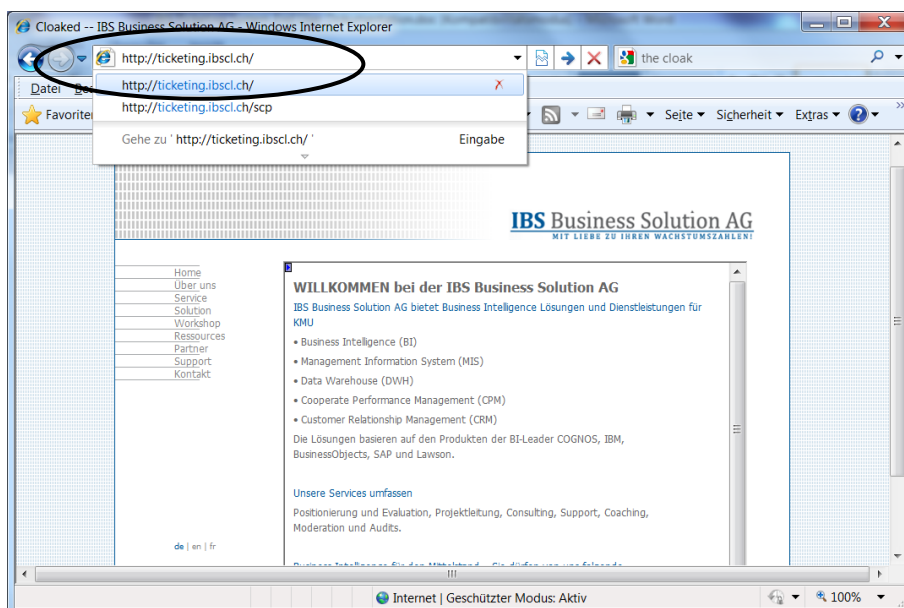 Cloaked -- IBS Business Solution AG - Windows Internet Explorer
http://ticketing.ibscl.ch/
the cloak
http://ticketing.ibscl.ch/
http://ticketing.ibscl.ch/scp
Gehe zu ' http://ticketing.ibscl.ch/ ' Eingabe
Datei
Favoriten Seite Sicherheit Extras
IBS Business Solution AG
MIT LIEBE ZU IHREN WACHSTUMSZAHLEN!
Home
Über uns
Service
Solution
Workshop
Ressources
Partner
Support
Kontakt
de | en | fr
WILLKOMMEN bei der IBS Business Solution AG
IBS Business Solution AG bietet Business Intelligence Lösungen und Dienstleistungen für
KMU
• Business Intelligence (BI)
• Management Information System (MIS)
• Data Warehouse (DWH)
• Cooperate Performance Management (CPM)
• Customer Relationship Management (CRM)
Die Lösungen basieren auf den Produkten der BI-Leader COGNOS, IBM,
BusinessObjects, SAP und Lawson.
Unsere Services umfassen
Positionierung und Evaluation, Projektleitung, Consulting, Support, Coaching,
Moderation und Audits.
Internet | Geschützter Modus: Aktiv
100%